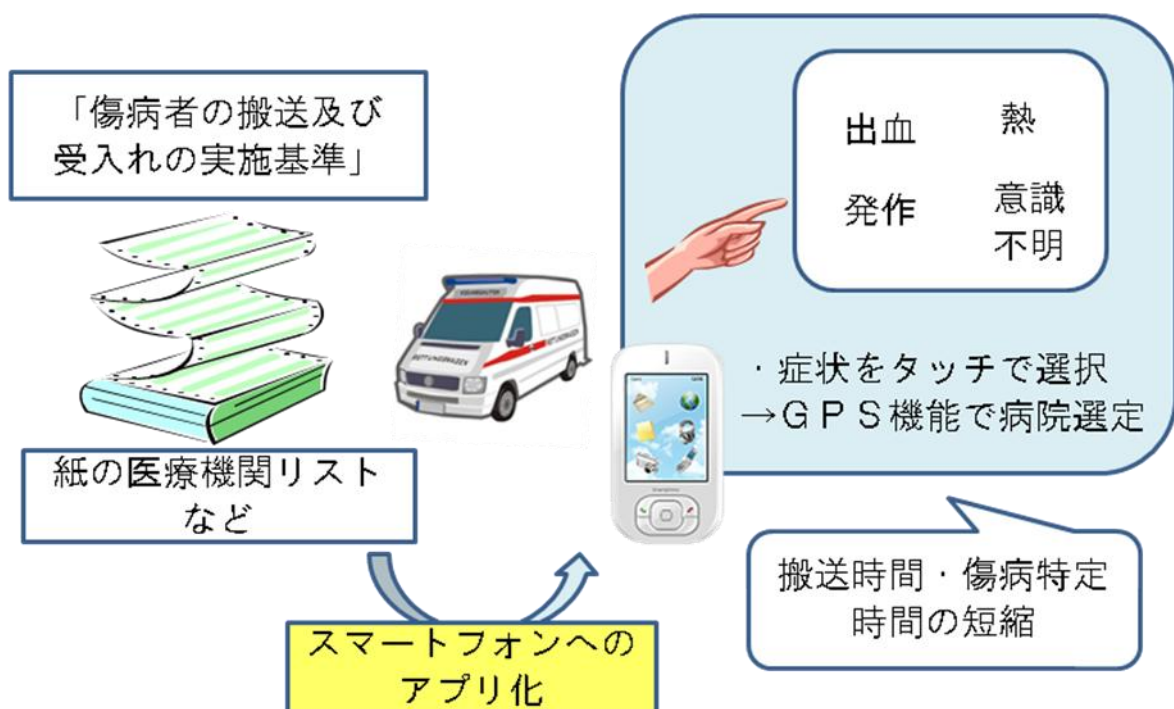 「傷病者の搬送及び
受入れの実施基準」
紙の医療機関リスト
など
スマートフォンへの
アプリ化
出血
熱
発作
意識
不明
・症状をタッチで選択
→ＧＰＳ機能で病院選定
搬送時間・傷病特定
時間の短縮
RETTUNGSWAGEN